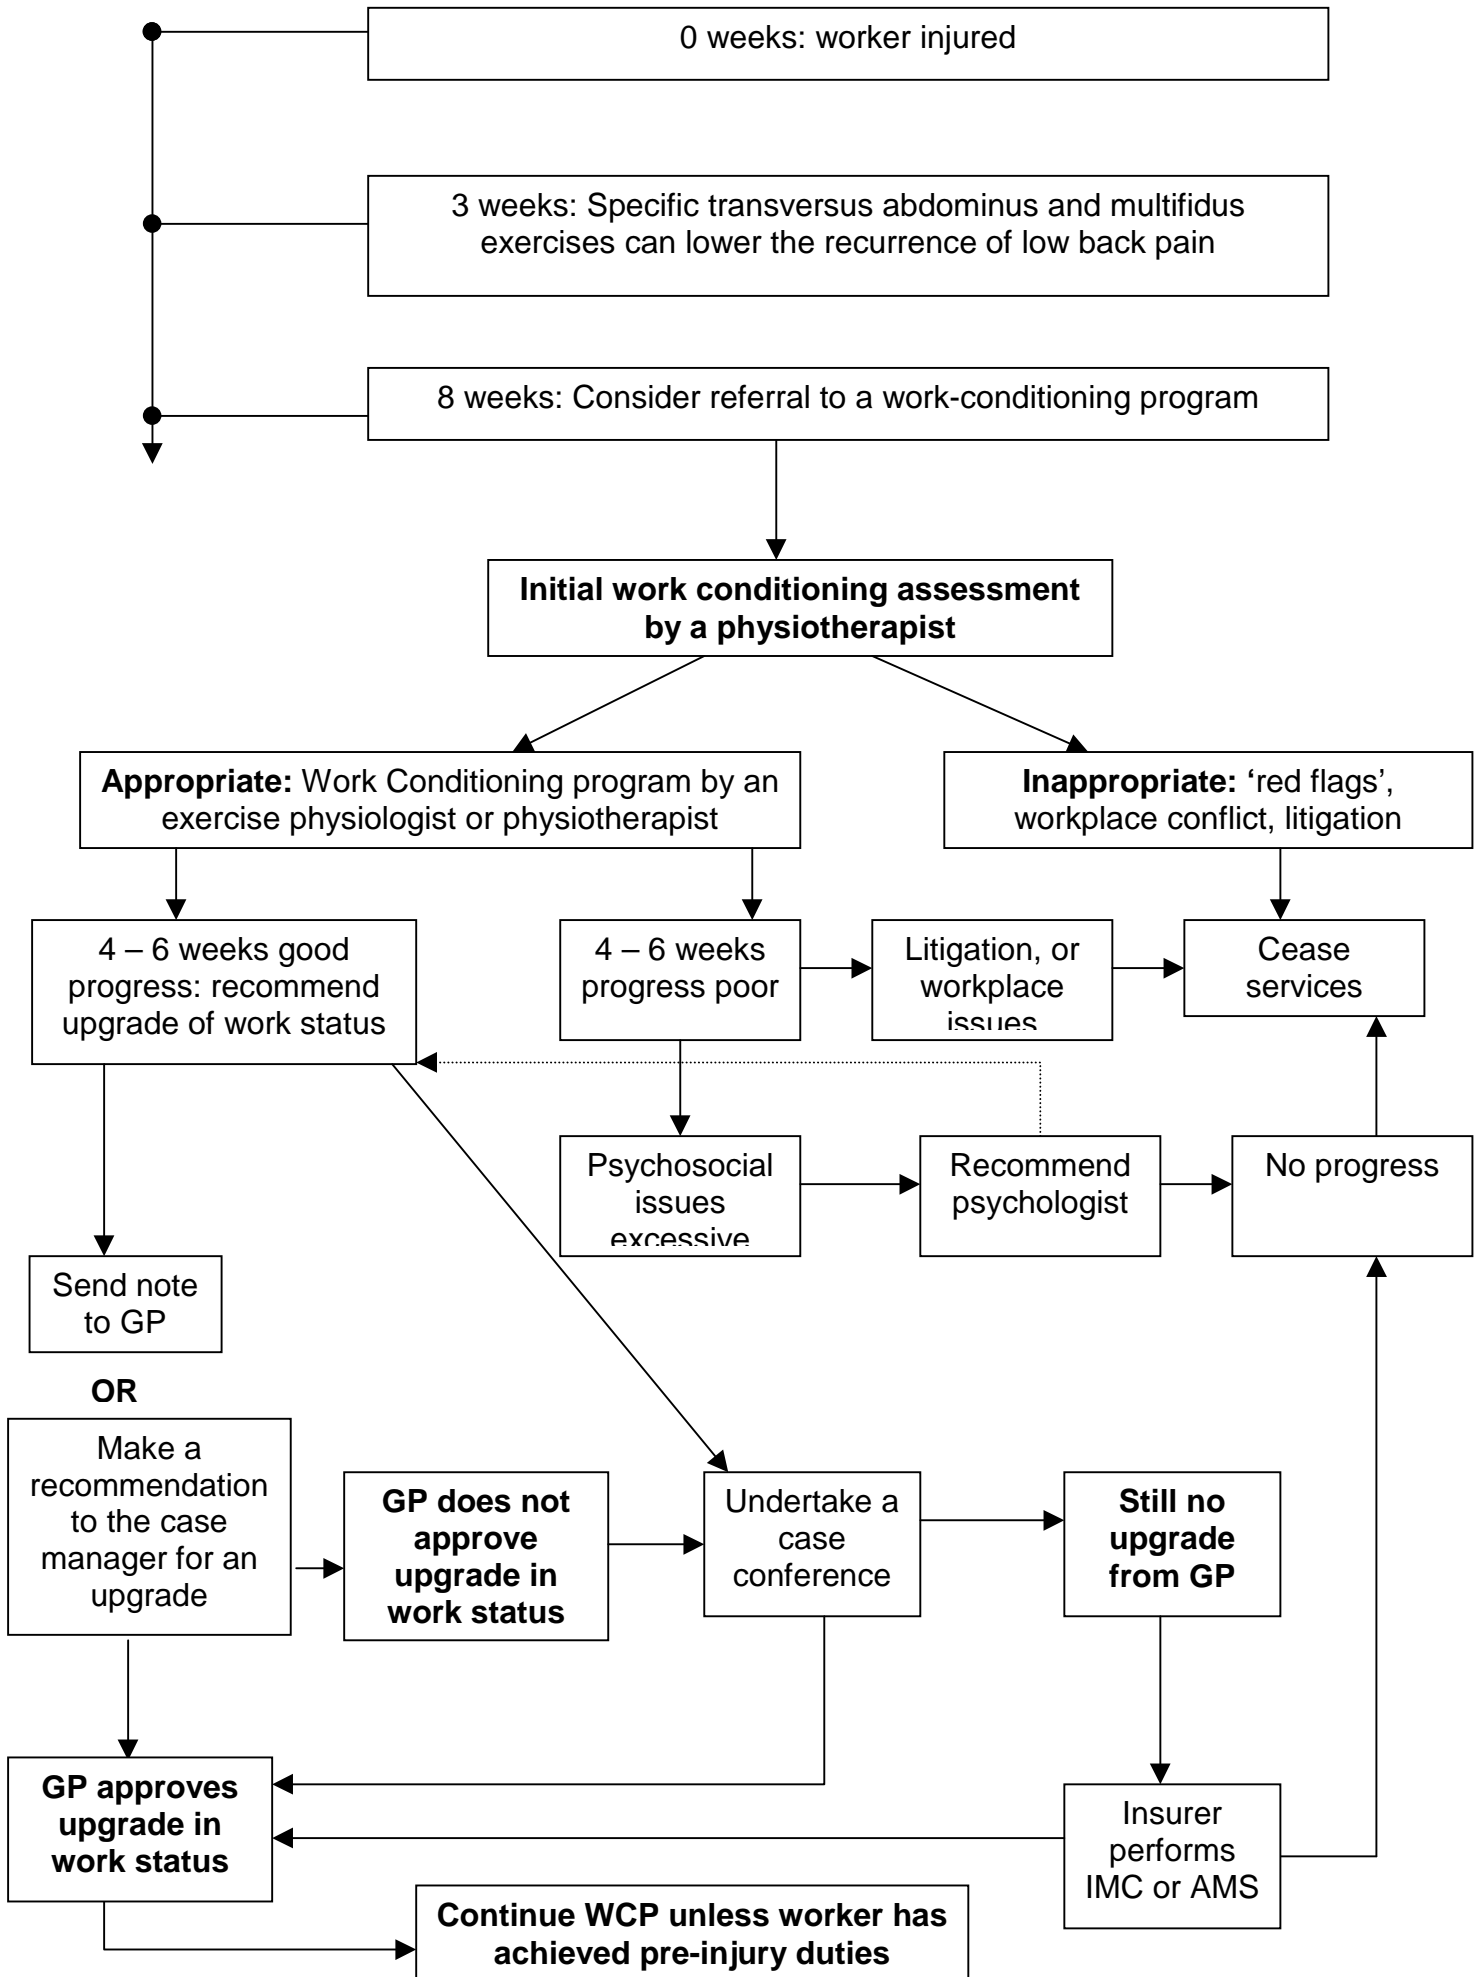 0 weeks: worker injured
3 weeks: Specific transversus abdominus and multifidus
exercises can lower the recurrence of low back pain
8 weeks: Consider referral to a work-conditioning program
Initial work conditioning assessment
by a physiotherapist
Appropriate: Work Conditioning program by an
exercise physiologist or physiotherapist
Inappropriate: ‘red flags’,
workplace conflict, litigation
4 – 6 weeks good
progress: recommend
upgrade of work status
4 – 6 weeks
progress poor
Litigation, or
workplace
issues
Cease
services
Psychosocial
issues
excessive
Recommend
psychologist
No progress
Send note
to GP
OR
Make a
recommendation
to the case
manager for an
upgrade
GP does not
approve
upgrade in
work status
Undertake a
case
conference
Still no
upgrade
from GP
GP approves
upgrade in
work status
Insurer
performs
IMC or AMS
Continue WCP unless worker has
achieved pre-injury duties